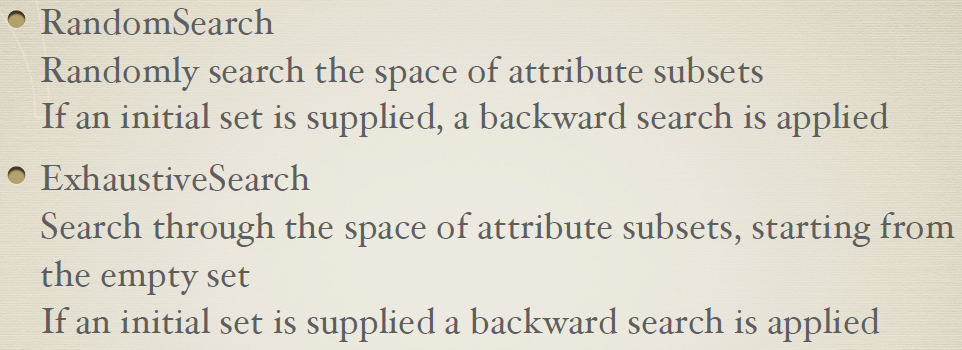 RandomSearch
Randomly search the space of attribute subsets
If an initial set is supplied, a backward search is applied
ExhaustiveSearch
Search through the space of attribute subsets, starting from
the empty set
If an initial set is supplied a backward search is applied